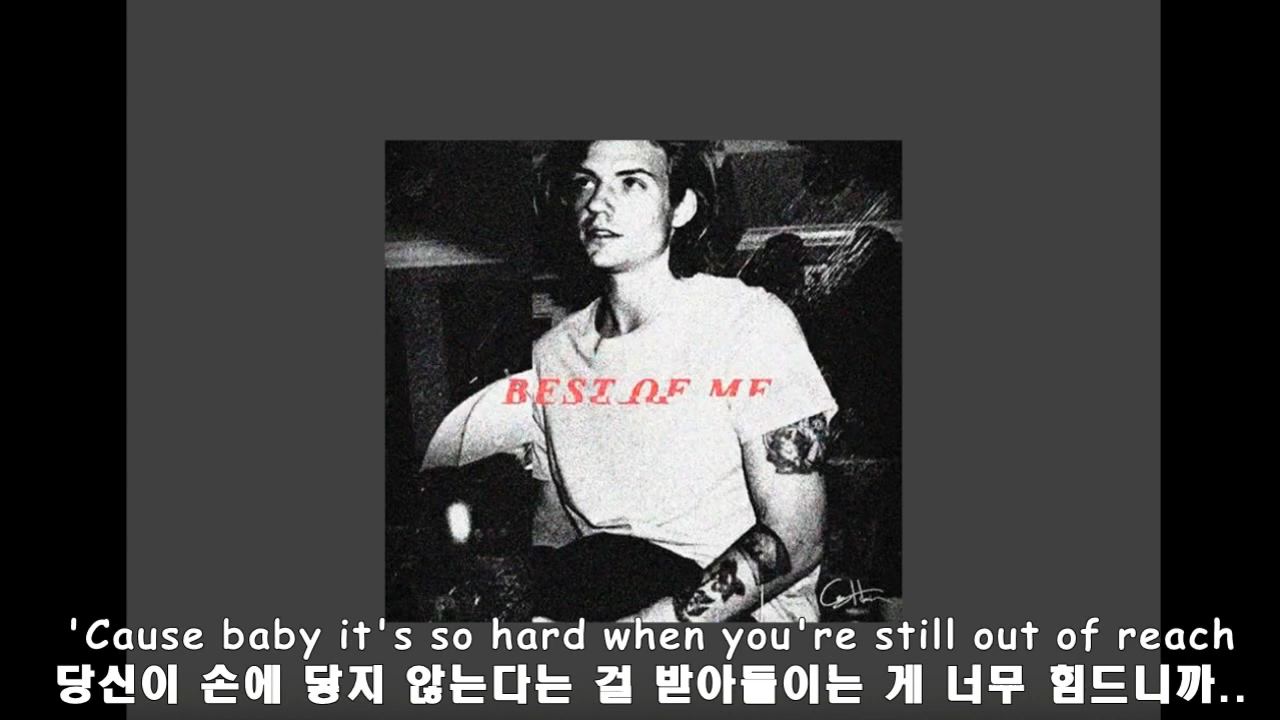 BEST OF ME
'Cause baby it's so hard when you're still out of reach
당신이 손에 닿지 않는다는 걸 받아들이는 게 너무 힘드니까..